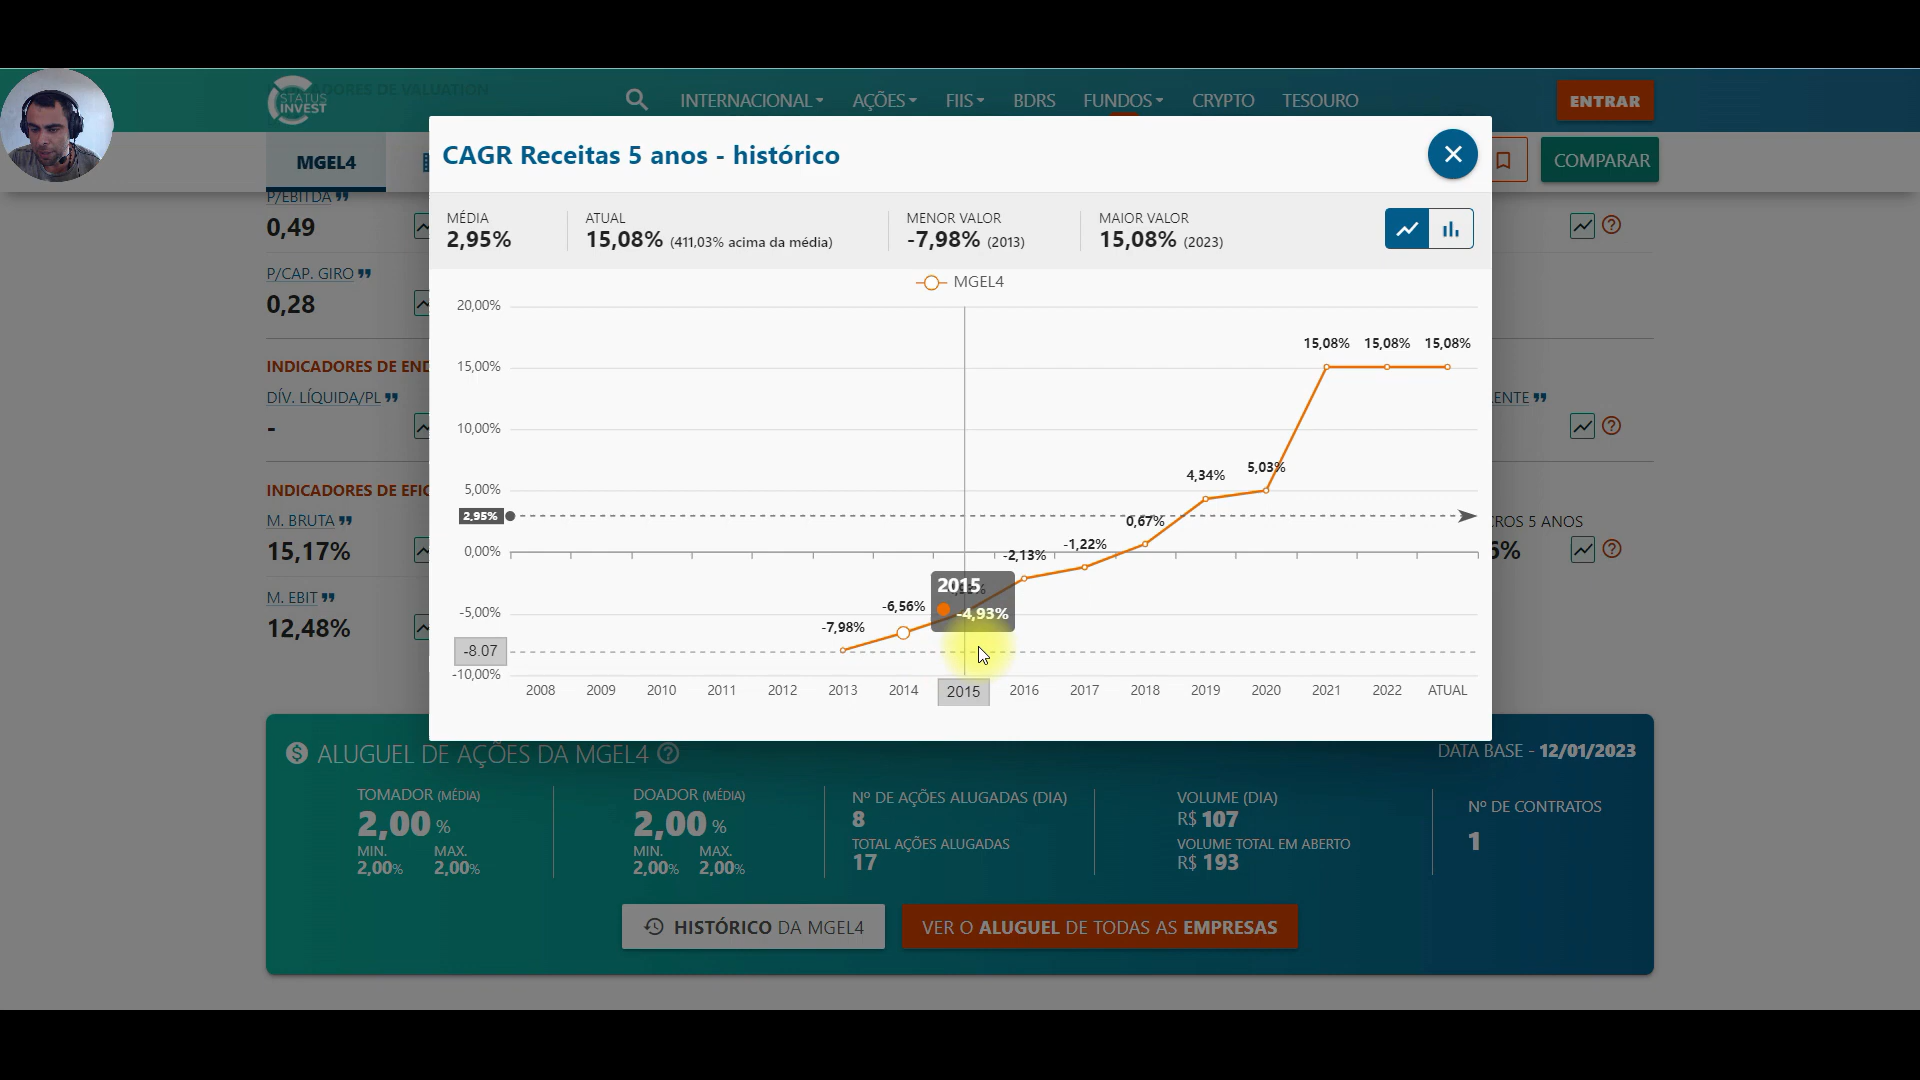 INDICADORES DE VALUATION
STATUS
INVEST
INTERNACIONAL
AÇÕES
FIIS
BDRS
FUNDOS
CRYPTO
TESOURO
ENTRAR
MGEL4
COMPARAR
CAGR Receitas 5 anos - histórico
MÉDIA
2,95%
ATUAL
15,08% (411,03% acima da média)
MENOR VALOR
-7,98% (2013)
MAIOR VALOR
15,08% (2023)
MGEL4
20,00%
15,00%
10,00%
5,00%
2,95%
0,00%
-5,00%
-8.07
-10,00%
-7,98%
-6,56%
2015
-4,93%
-2,13%
-1,22%
0,67%
4,34%
5,03%
15,08% 15,08% 15,08%
2008 2009 2010 2011 2012 2013 2014 2015 2016 2017 2018 2019 2020 2021 2022 ATUAL
P/EBITDA
0,49
P/CAP. GIRO
0,28
INDICADORES DE END
DÍV. LÍQUIDA/PL
-
ENTE
INDICADORES DE EFIC
M. BRUTA
15,17%
CROS 5 ANOS
6%
M. EBIT
12,48%
ALUGUEL DE AÇÕES DA MGEL4
DATA BASE - 12/01/2023
TOMADOR (MÉDIA)
2,00 %
MIN. MAX.
2,00% 2,00%
DOADOR (MÉDIA)
2,00 %
MIN. MAX.
2,00% 2,00%
Nº DE AÇÕES ALUGADAS (DIA)
8
TOTAL AÇÕES ALUGADAS
17
VOLUME (DIA)
R$ 107
VOLUME TOTAL EM ABERTO
R$ 193
Nº DE CONTRATOS
1
HISTÓRICO DA MGEL4
VER O ALUGUEL DE TODAS AS EMPRESAS